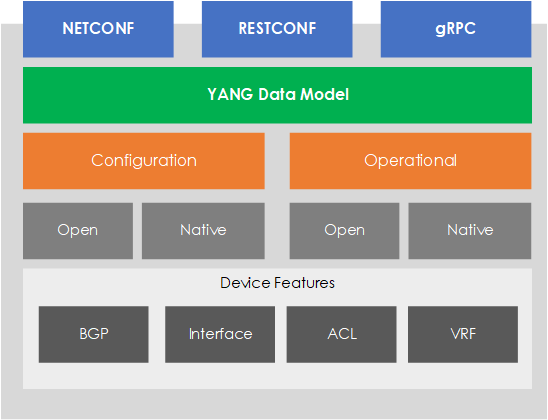 NETCONF
RESTCONF
gRPC
YANG Data Model
Configuration
Operational
Open
Native
Open
Native
Device Features
BGP
Interface
ACL
VRF